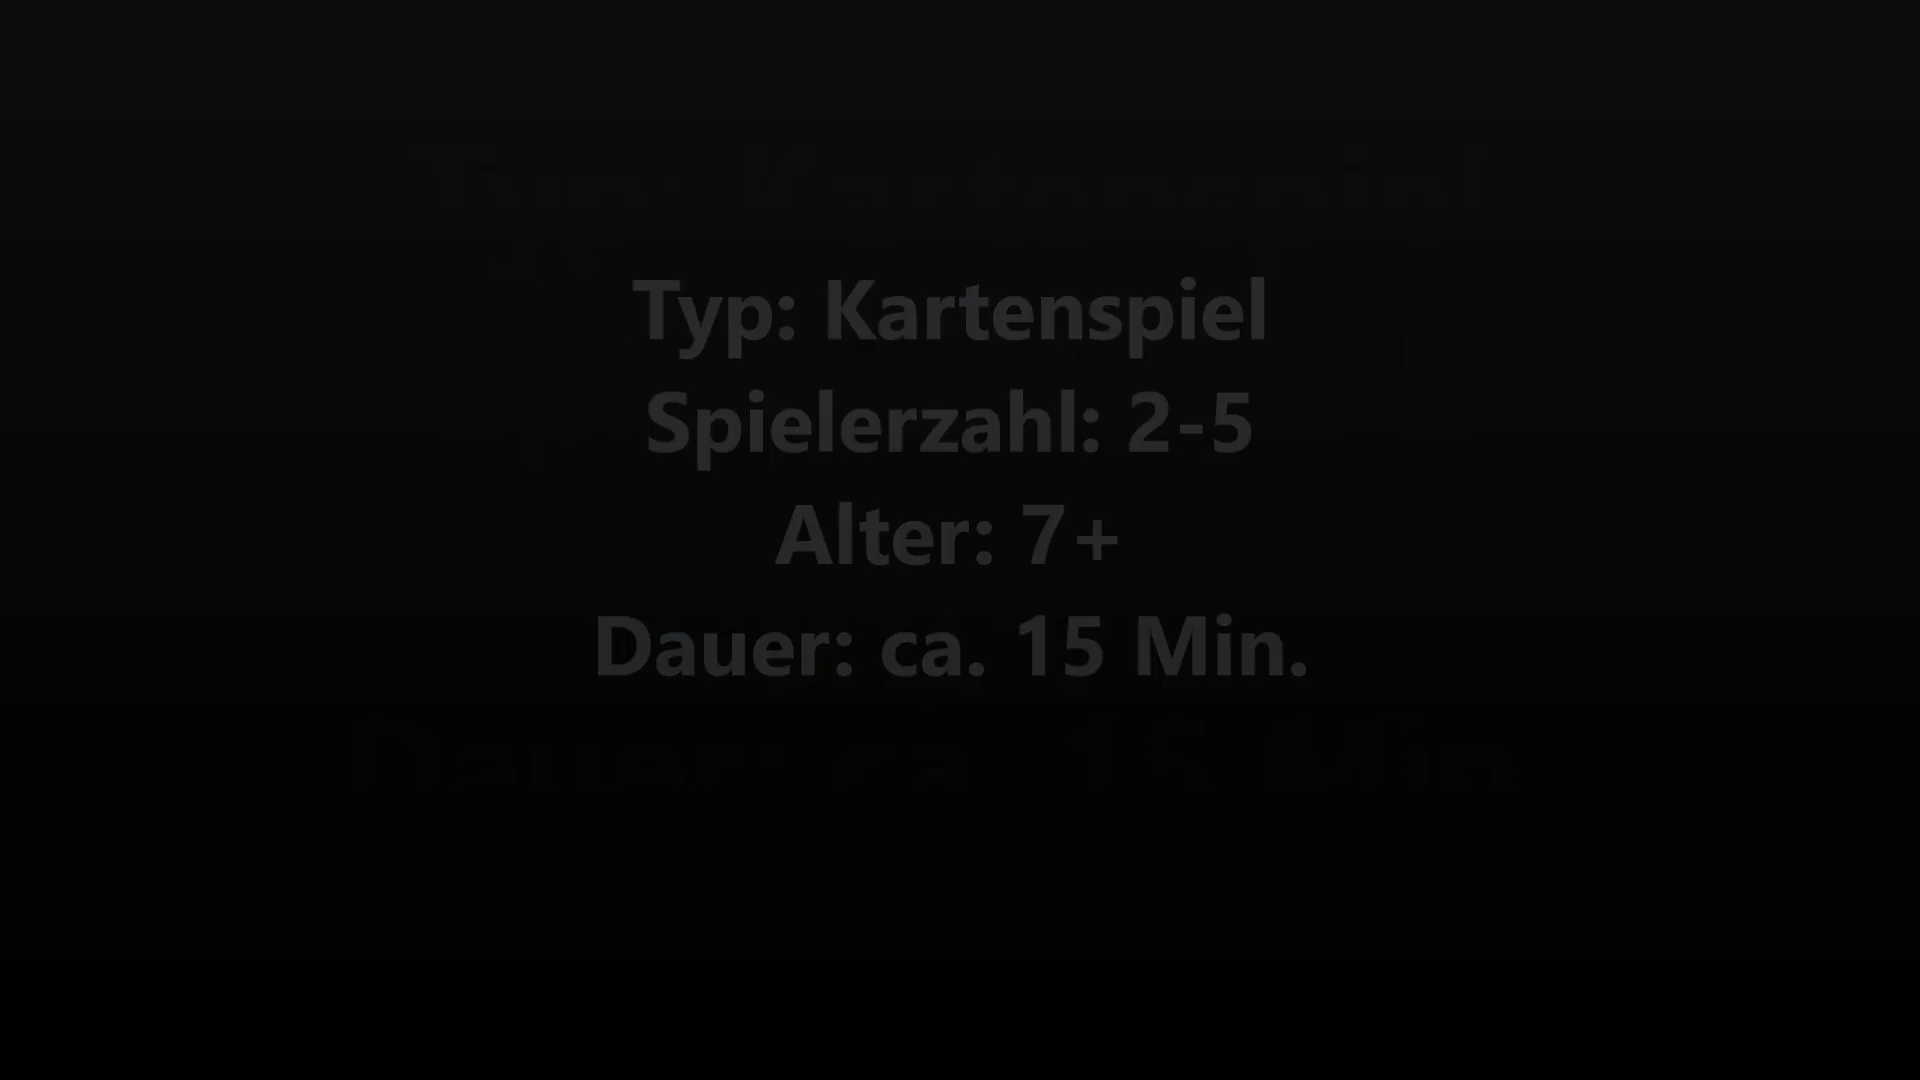 Typ: Kartenspiel
Spielerzahl: 2-5
Alter: 7+
Dauer: ca. 15 Min.